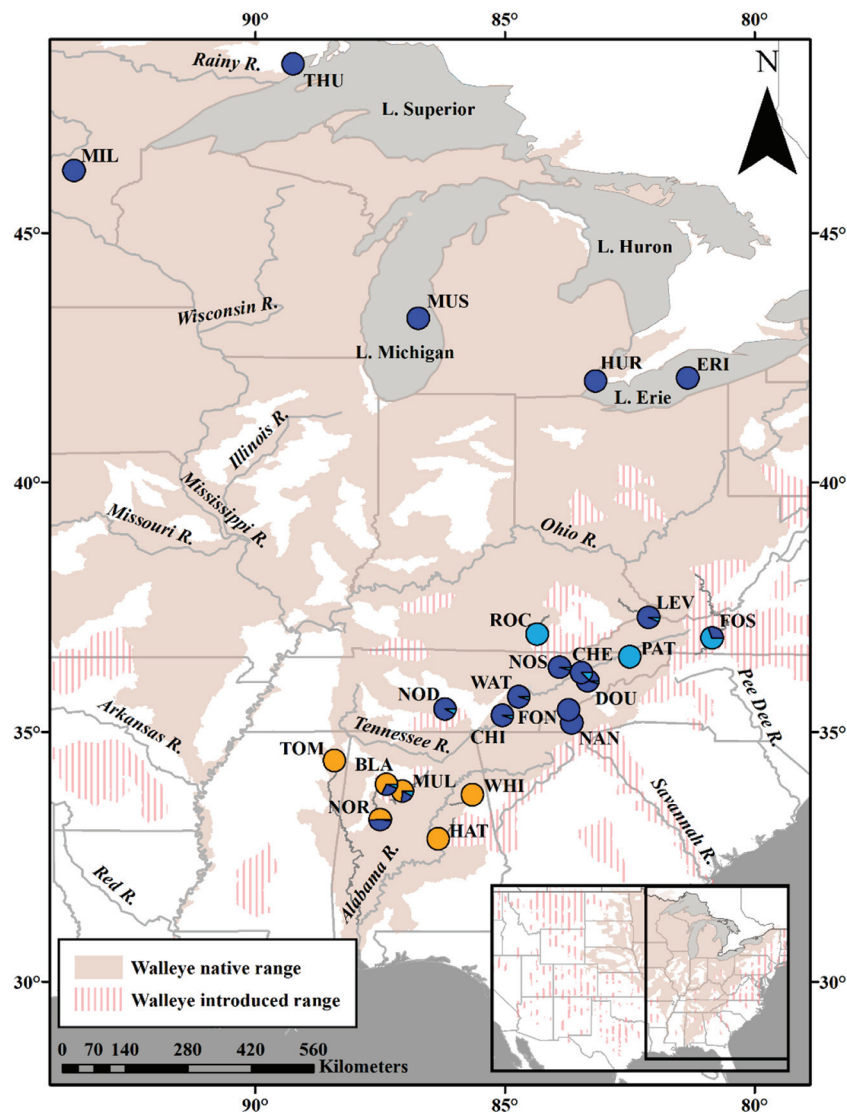 90°
85°
80°
Rainy R.
THU
N
L. Superior
MIL
45°
45°
L. Huron
MUS
Wisconsin R.
L. Michigan
HUR
ERI
L. Erie
Illinois R.
40°
40°
Mississippi R.
Missouri R.
Ohio R.
LEV
ROC
FOS
NOS
CHE
PAT
WAT
NOD
DOU
Pee Dee R.
35°
35°
FON
Arkansas R.
Tennessee R.
CHI
NAN
TOM
BLA
MUL
WHI
NOR
HAT
Savannah R.
Alabama R.
Red R.
Walleye native range
30°
30°
Walleye introduced range
0 70 140 280 420 560
Kilometers
90°
85°
80°